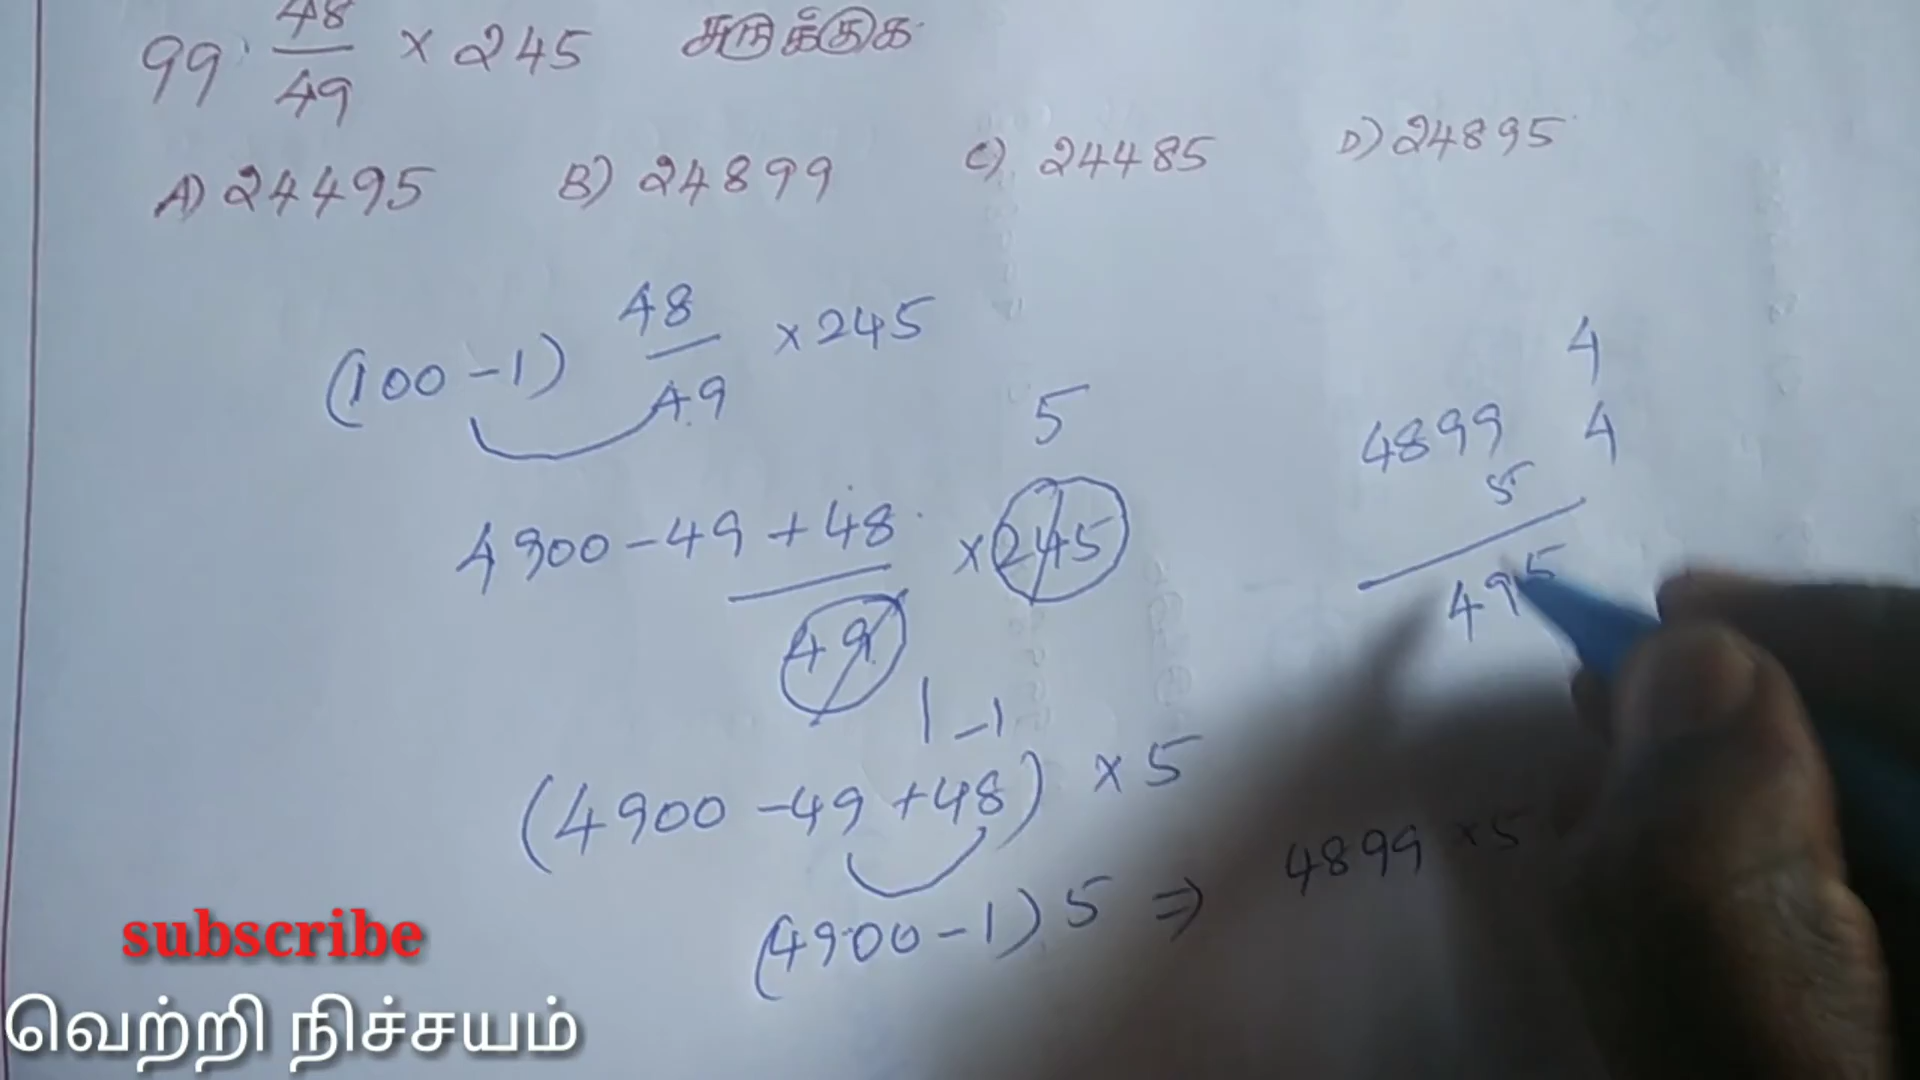 99 48/49 × 245 சுருக்குக
A) 24495 B) 24899 C) 24485 D) 24895
(100 - 1) 48/49 × 245
5
4900 - 49 + 48 / 49 × 245
1 -1
(4900 - 49 + 48) × 5
(4900 - 1) 5 ⇒ 4899 × 5
4
4899 4
5
495
subscribe
வெற்றி நிச்சயம்